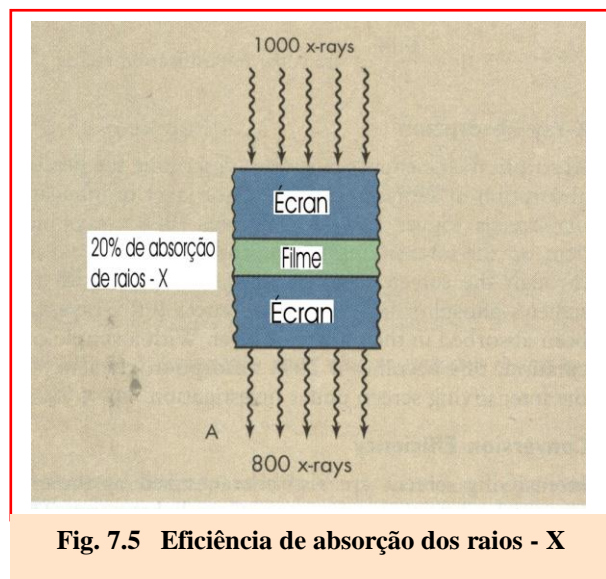 1000 x-rays
Écran
20% de absorção
de raios - X
Filme
Écran
A
800 x-rays
Fig. 7.5 Eficiência de absorção dos raios - X